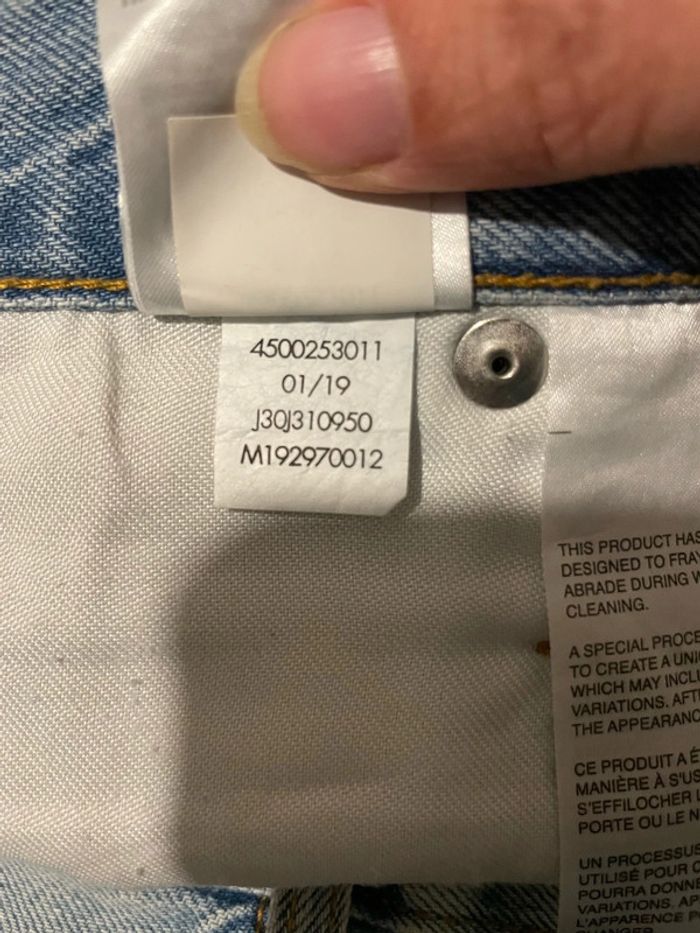 4500253011
01/19
J30J310950
M192970012
THIS PRODUCT HAS
DESIGNED TO FRAY
ABRADE DURING W
CLEANING.
A SPECIAL PROCE
TO CREATE A UNI
WHICH MAY INCL
VARIATIONS. AFT
THE APPEARANC
CE PRODUIT A É
MANIÈRE À S'US
S'EFFILOCHER
PORTE OU LE N
UN PROCESSUS
UTILISÉ POUR C
POURRA DONNE
VARIATIONS. AP
L'APPARENCE P